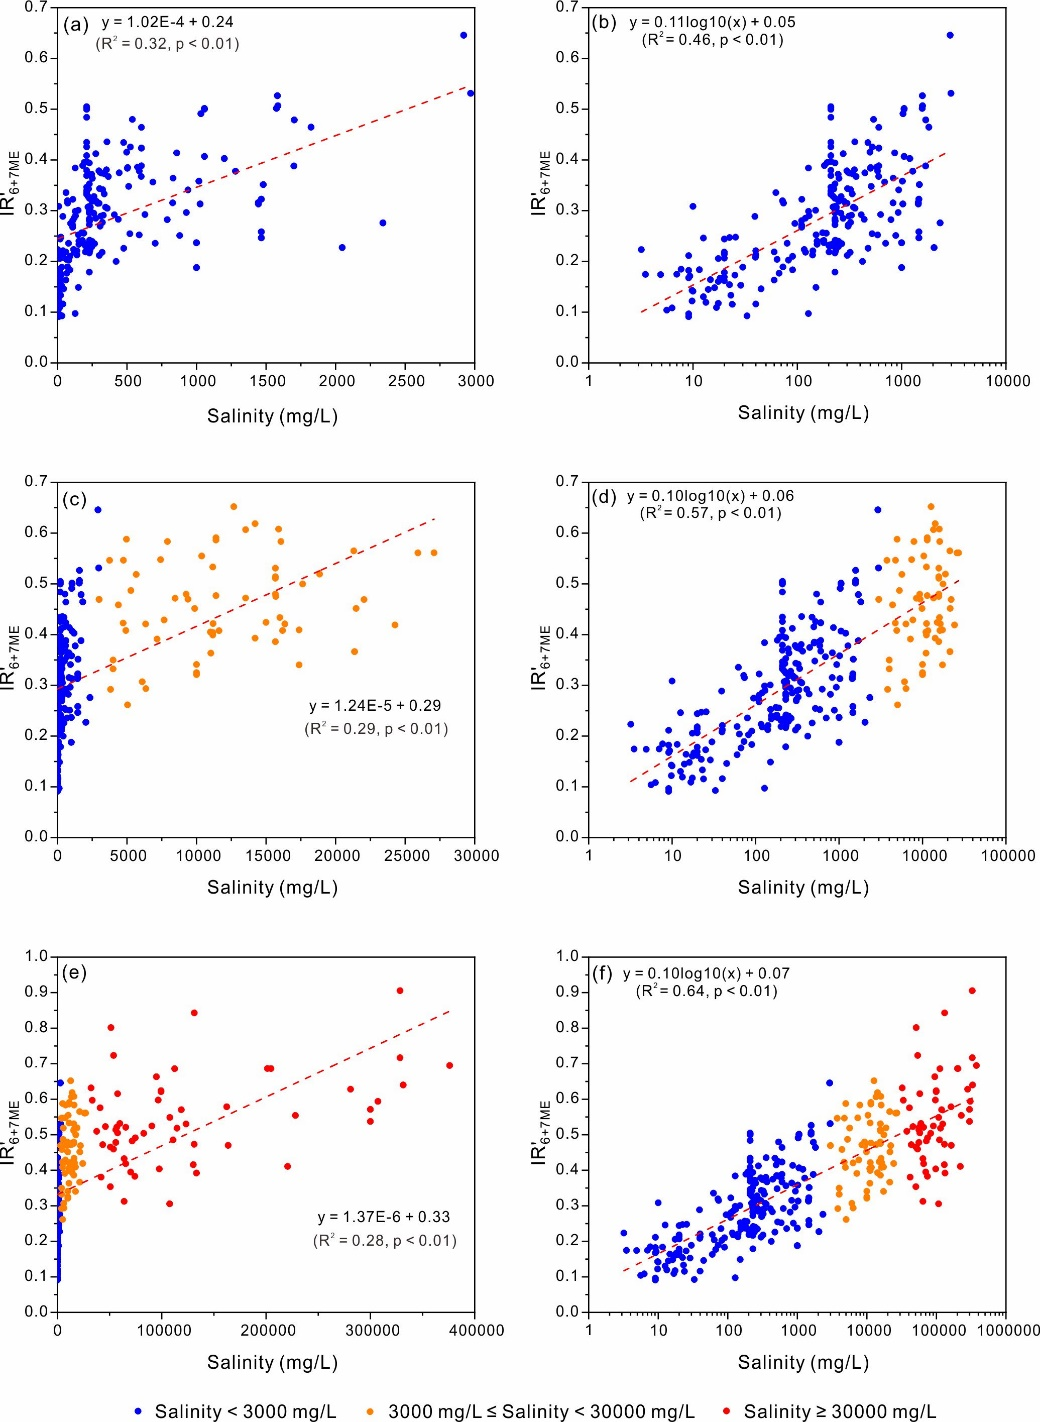 (a) y = 1.02E-4 + 0.24
(R² = 0.32, p < 0.01)
0.7
0.6
0.5
0.4
0.3
0.2
0.1
0.0
IR'6+7ME
0 500 1000 1500 2000 2500 3000
Salinity (mg/L)
(b) y = 0.11log10(x) + 0.05
(R² = 0.46, p < 0.01)
0.7
0.6
0.5
0.4
0.3
0.2
0.1
0.0
IR'6+7ME
1 10 100 1000 10000
Salinity (mg/L)
(c)
0.7
0.6
0.5
0.4
0.3
0.2
0.1
0.0
IR'6+7ME
y = 1.24E-5 + 0.29
(R² = 0.29, p < 0.01)
0 5000 10000 15000 20000 25000 30000
Salinity (mg/L)
(d) y = 0.10log10(x) + 0.06
(R² = 0.57, p < 0.01)
0.7
0.6
0.5
0.4
0.3
0.2
0.1
0.0
IR'6+7ME
1 10 100 1000 10000 100000
Salinity (mg/L)
(e)
1.0
0.9
0.8
0.7
0.6
0.5
0.4
0.3
0.2
0.1
0.0
IR'6+7ME
y = 1.37E-6 + 0.33
(R² = 0.28, p < 0.01)
0 100000 200000 300000 400000
Salinity (mg/L)
(f) y = 0.10log10(x) + 0.07
(R² = 0.64, p < 0.01)
1.0
0.9
0.8
0.7
0.6
0.5
0.4
0.3
0.2
0.1
0.0
IR'6+7ME
1 10 100 1000 10000 100000 1000000
Salinity (mg/L)
Salinity < 3000 mg/L 3000 mg/L ≤ Salinity < 30000 mg/L Salinity ≥ 30000 mg/L